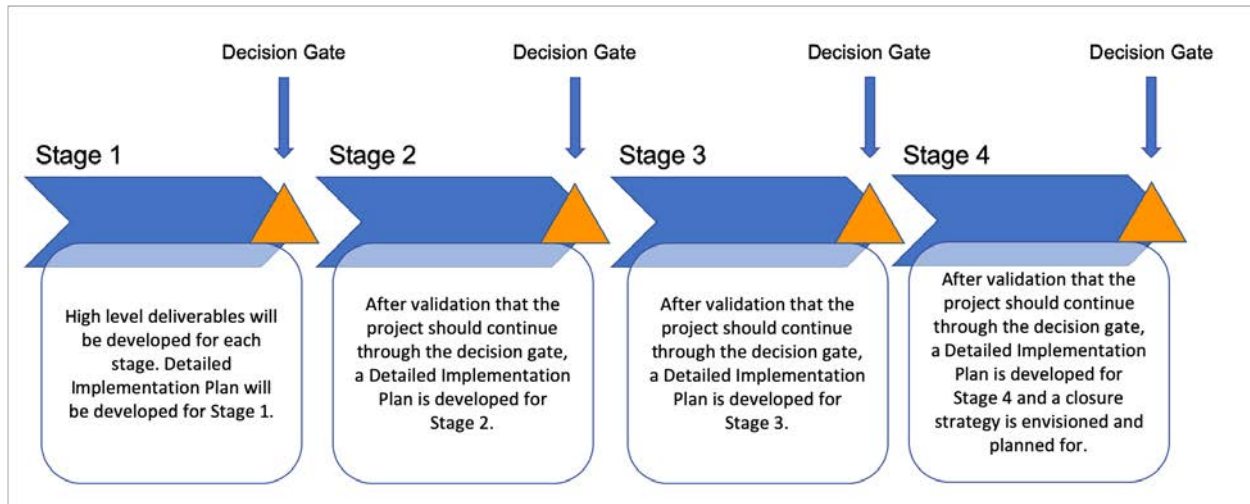 Decision Gate
Decision Gate
Decision Gate
Decision Gate
Stage 1
Stage 2
Stage 3
Stage 4
High level deliverables will
be developed for each
stage. Detailed
Implementation Plan will
be developed for Stage 1.
After validation that the
project should continue
through the decision gate,
a Detailed Implementation
Plan is developed for
Stage 2.
After validation that the
project should continue
through the decision gate,
a Detailed Implementation
Plan is developed for
Stage 3.
After validation that the
project should continue
through the decision gate,
a Detailed Implementation
Plan is developed for
Stage 4 and a closure
strategy is envisioned and
planned for.